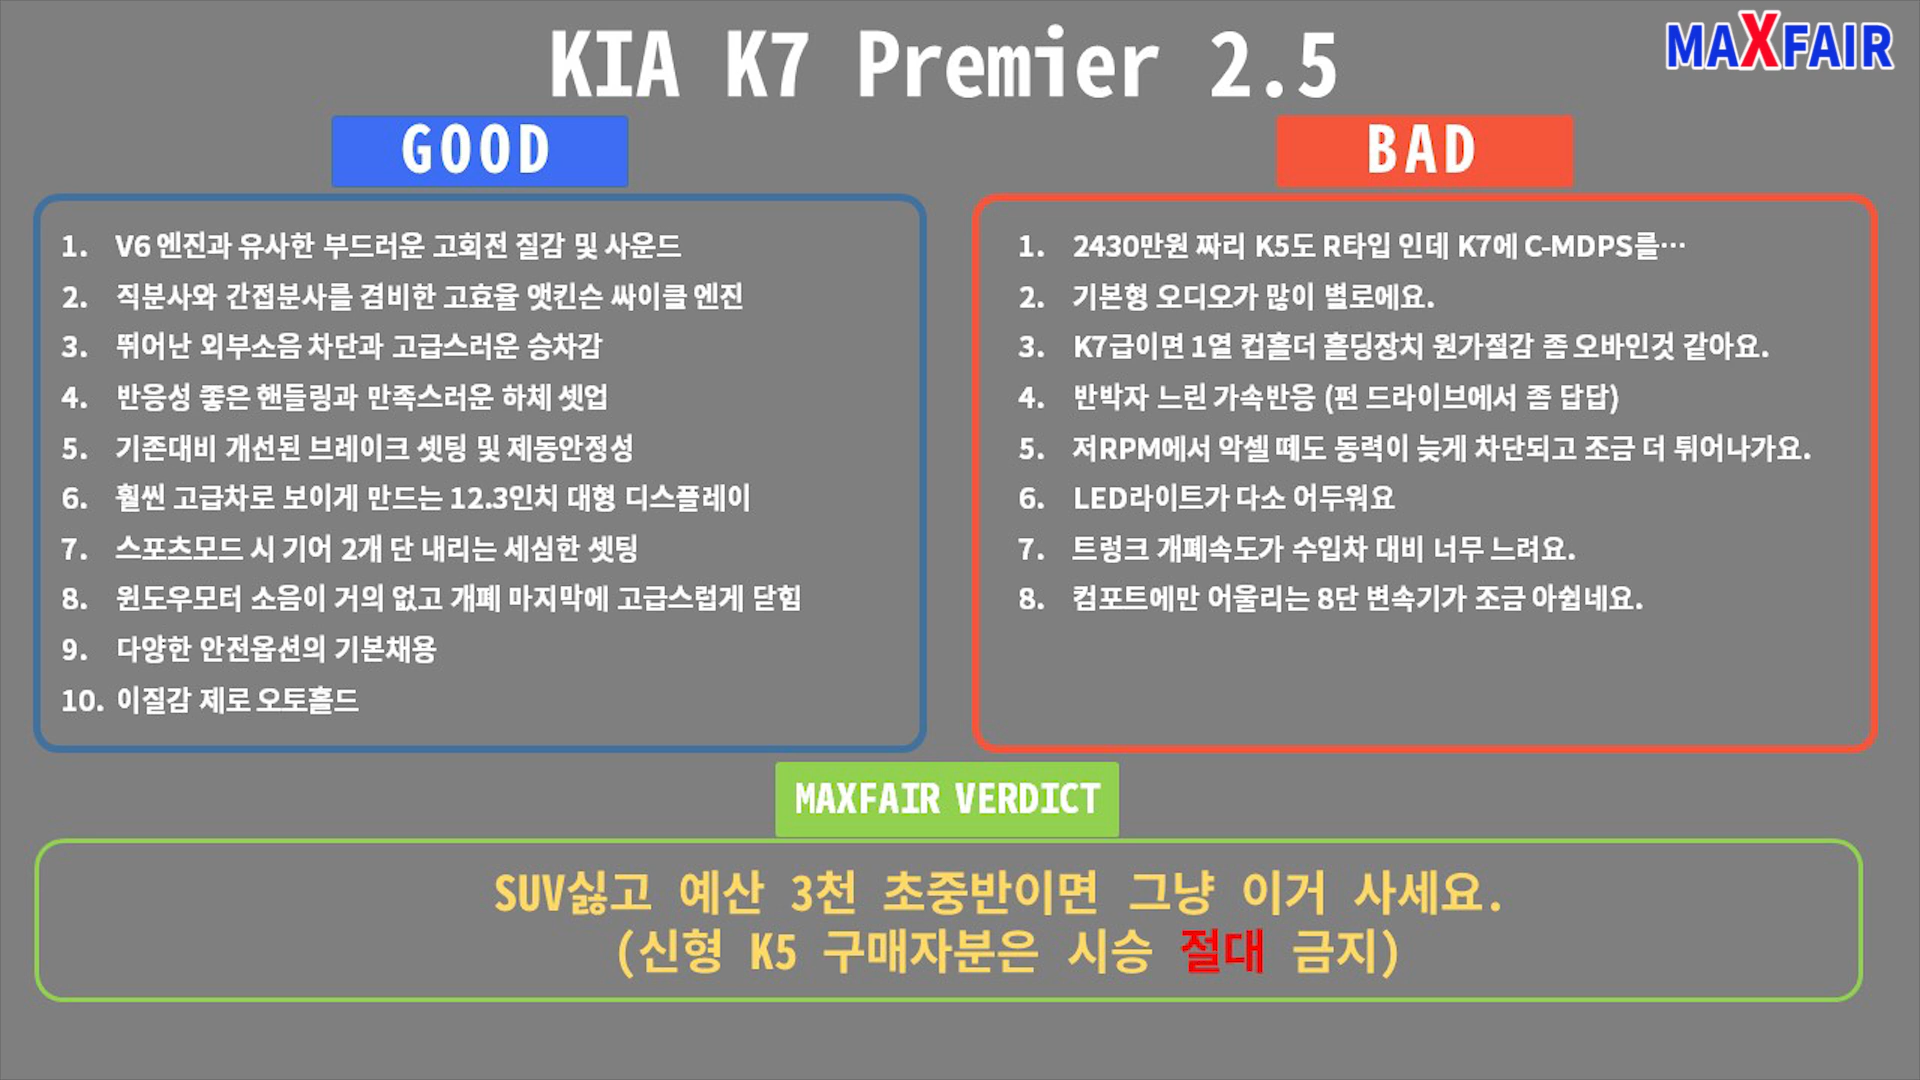 KIA K7 Premier 2.5
MAXFAIR
GOOD
1. V6 엔진과 유사한 부드러운 고회전 질감 및 사운드
2. 직분사와 간접분사를 겸비한 고효율 앳킨슨 싸이클 엔진
3. 뛰어난 외부소음 차단과 고급스러운 승차감
4. 반응성 좋은 핸들링과 만족스러운 하체 셋업
5. 기존대비 개선된 브레이크 셋팅 및 제동안정성
6. 훨씬 고급차로 보이게 만드는 12.3인치 대형 디스플레이
7. 스포츠모드 시 기어 2개 단 내리는 세심한 셋팅
8. 윈도우모터 소음이 거의 없고 개폐 마지막에 고급스럽게 닫힘
9. 다양한 안전옵션의 기본채용
10. 이질감 제로 오토홀드
BAD
1. 2430만원 짜리 K5도 R타입 인데 K7에 C-MDPS를…
2. 기본형 오디오가 많이 별로에요.
3. K7급이면 1열 컵홀더 홀딩장치 원가절감 좀 오바인것 같아요.
4. 반박자 느린 가속반응 (펀 드라이브에서 좀 답답)
5. 저RPM에서 악셀 떼도 동력이 늦게 차단되고 조금 더 튀어나가요.
6. LED라이트가 다소 어두워요
7. 트렁크 개폐속도가 수입차 대비 너무 느려요.
8. 컴포트에만 어울리는 8단 변속기가 조금 아쉽네요.
MAXFAIR VERDICT
SUV싫고 예산 3천 초중반이면 그냥 이거 사세요.
(신형 K5 구매자분은 시승 절대 금지)